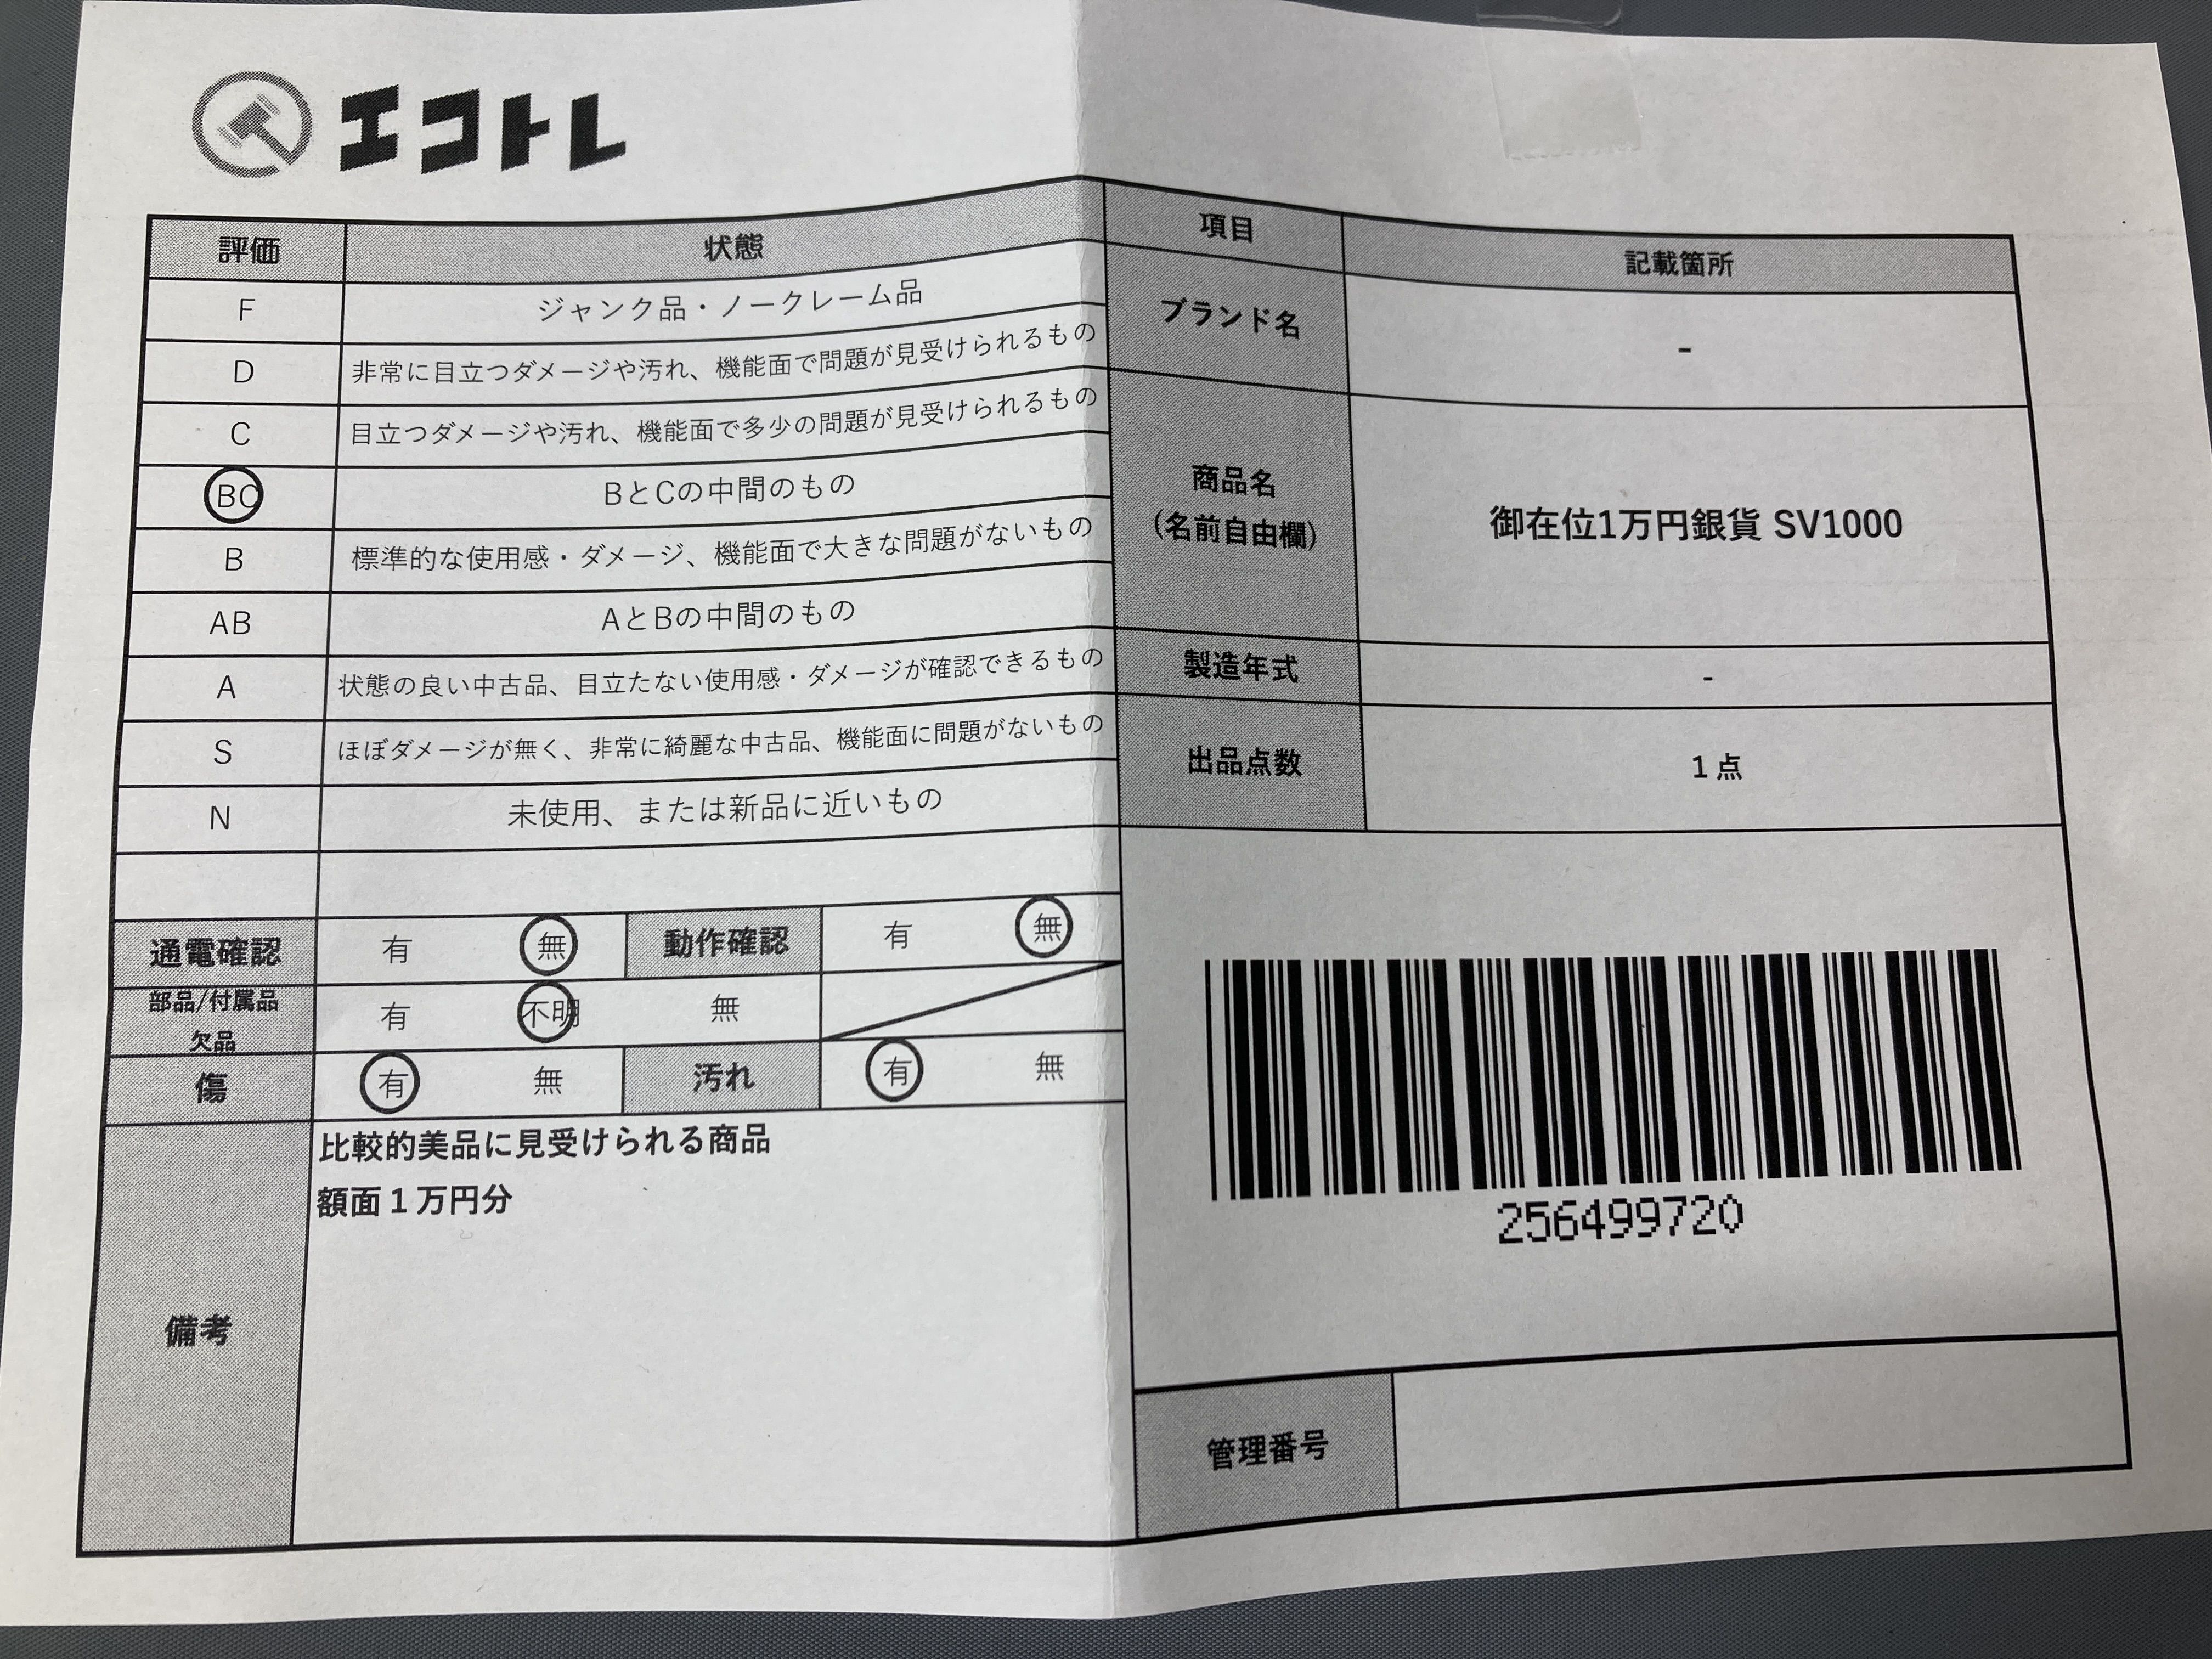 エコトレ
評価 状態
F ジャンク品・ノークレーム品
D 非常に目立つダメージや汚れ、機能面で問題が見受けられるもの
C 目立つダメージや汚れ、機能面で多少の問題が見受けられるもの
BC BとCの中間のもの
B 標準的な使用感・ダメージ、機能面で大きな問題がないもの
AB AとBの中間のもの
A 状態の良い中古品、目立たない使用感・ダメージが確認できるもの
S ほぼダメージが無く、非常に綺麗な中古品、機能面に問題がないもの
N 未使用、または新品に近いもの
通電確認 有 無 動作確認 有 無
部品/付属品
欠品 有 不明 無
傷 有 無 汚れ 有 無
備考
比較的美品に見受けられる商品
額面1万円分
項目 記載箇所
ブランド名 -
商品名
(名前自由欄)
御在位1万円銀貨 SV1000
製造年式 -
出品点数 1点
256499720
管理番号